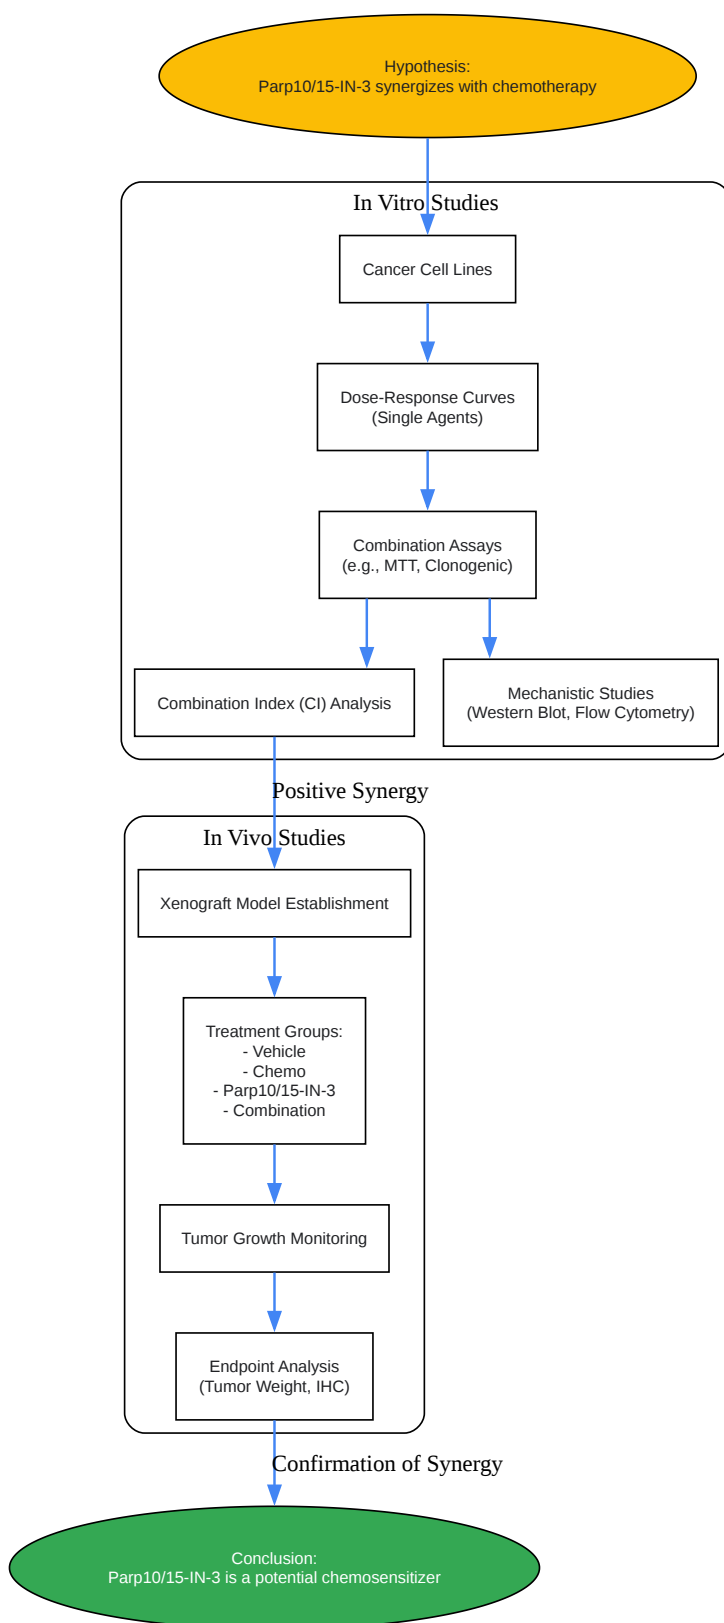 Hypothesis:
Parp10/15-IN-3 synergizes with chemotherapy
In Vitro Studies
Cancer Cell Lines
Dose-Response Curves
(Single Agents)
Combination Assays
(e.g., MTT, Clonogenic)
Combination Index (CI) Analysis
Mechanistic Studies
(Western Blot, Flow Cytometry)
Positive Synergy
In Vivo Studies
Xenograft Model Establishment
Treatment Groups:
- Vehicle
- Chemo
- Parp10/15-IN-3
- Combination
Tumor Growth Monitoring
Endpoint Analysis
(Tumor Weight, IHC)
Confirmation of Synergy
Conclusion:
Parp10/15-IN-3 is a potential chemosensitizer